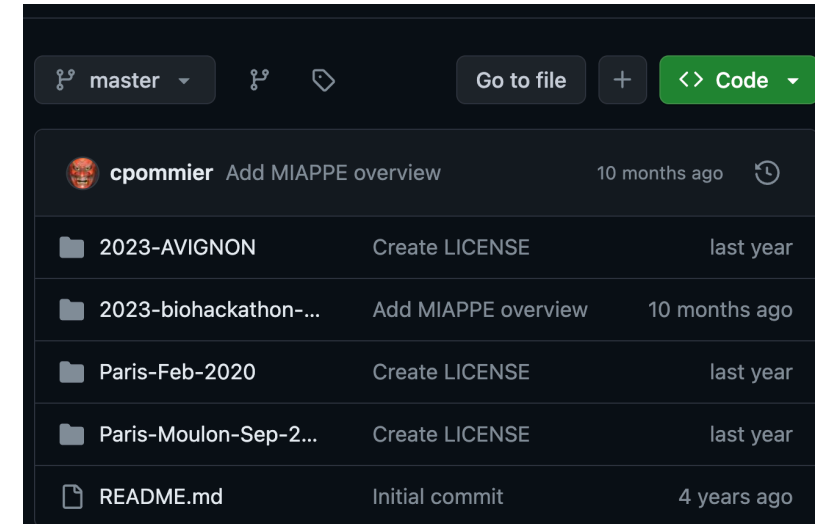 master Go to file Code
cpommier Add MIAPPE overview 10 months ago
2023-AVIGNON Create LICENSE last year
2023-biohackathon-... Add MIAPPE overview 10 months ago
Paris-Feb-2020 Create LICENSE last year
Paris-Moulon-Sep-2... Create LICENSE last year
README.md Initial commit 4 years ago